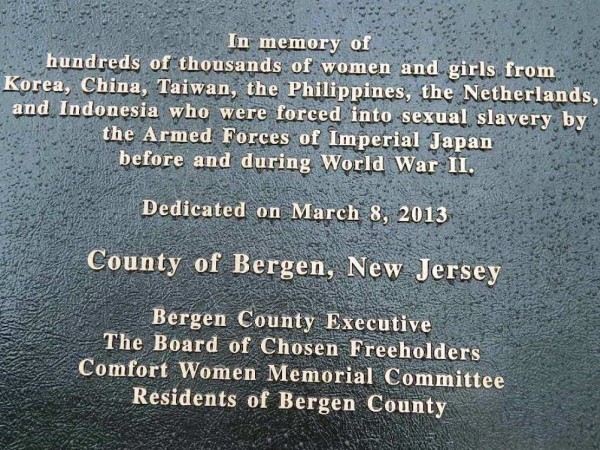 In memory of
hundreds of thousands of women and girls from
Korea, China, Taiwan, the Philippines, the Netherlands,
and Indonesia who were forced into sexual slavery by
the Armed Forces of Imperial Japan
before and during World War II.
Dedicated on March 8, 2013
County of Bergen, New Jersey
Bergen County Executive
The Board of Chosen Freeholders
Comfort Women Memorial Committee
Residents of Bergen County